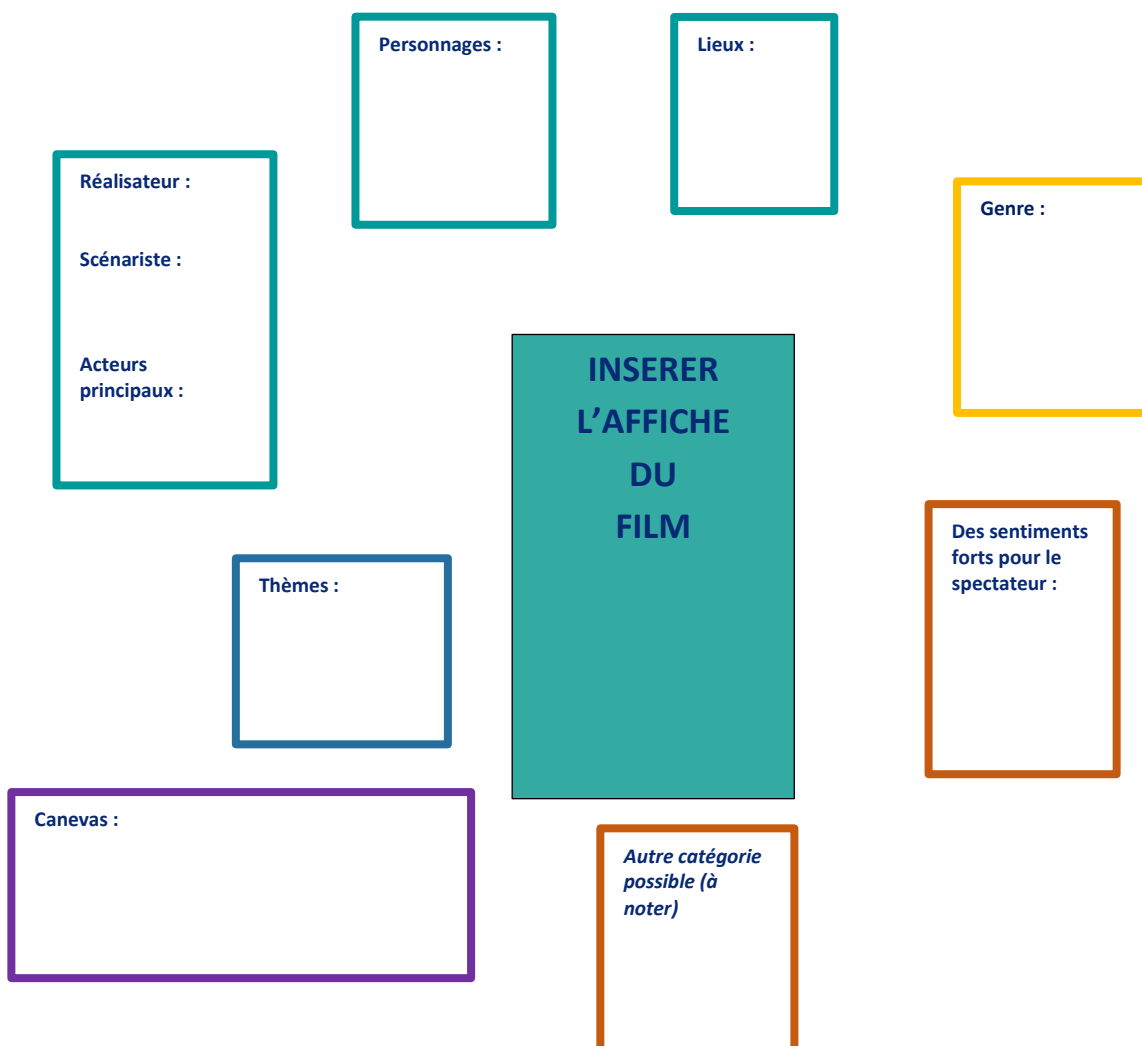 Personnages :
Lieux :
Réalisateur :
Scénariste :
Acteurs
principaux :
Genre :
INSERER
L'AFFICHE
DU
FILM
Des sentiments
forts pour le
spectateur :
Thèmes :
Canevas :
Autre catégorie
possible (à
noter)